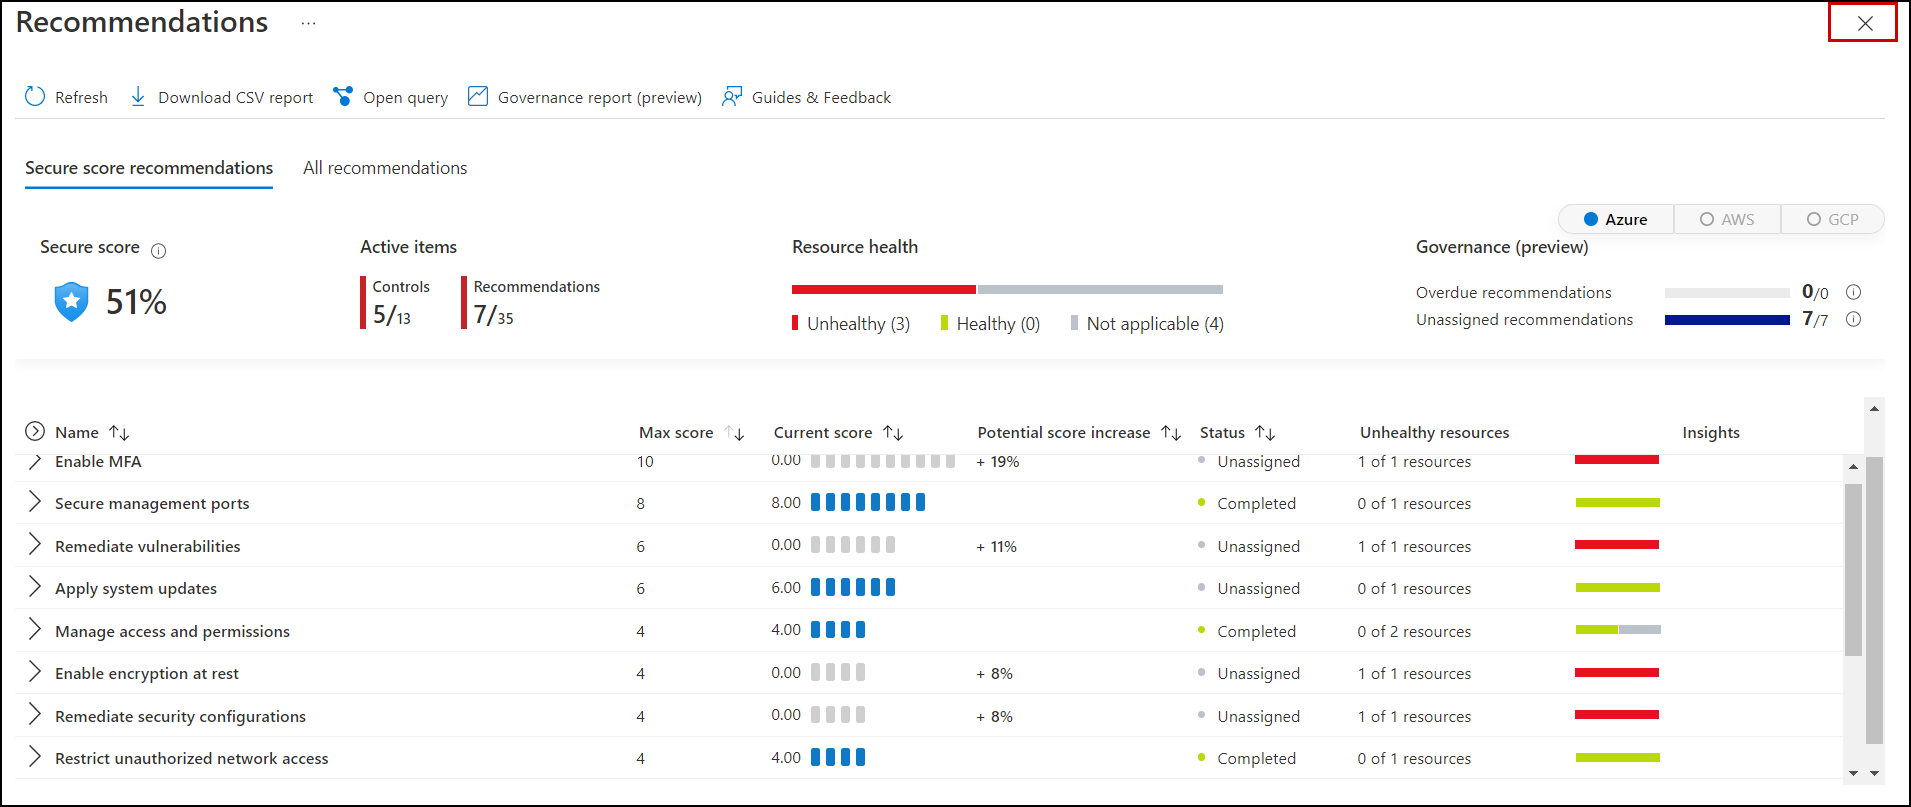 Recommendations ...
Refresh Download CSV report Open query Governance report (preview) Guides & Feedback
Secure score recommendations All recommendations
Azure AWS GCP
Secure score Active items Resource health Governance (preview)
Controls Recommendations
51% 5/13 7/35
Unhealthy (3) Healthy (0) Not applicable (4)
Overdue recommendations 0/0
Unassigned recommendations 7/7
Name Max score Current score Potential score increase Status Unhealthy resources Insights
Enable MFA 10 0.00 + 19% Unassigned 1 of 1 resources
Secure management ports 8 8.00 Completed 0 of 1 resources
Remediate vulnerabilities 6 0.00 + 11% Unassigned 1 of 1 resources
Apply system updates 6 6.00 Unassigned 0 of 1 resources
Manage access and permissions 4 4.00 Completed 0 of 2 resources
Enable encryption at rest 4 0.00 + 8% Unassigned 1 of 1 resources
Remediate security configurations 4 0.00 + 8% Unassigned 1 of 1 resources
Restrict unauthorized network access 4 4.00 Completed 0 of 1 resources